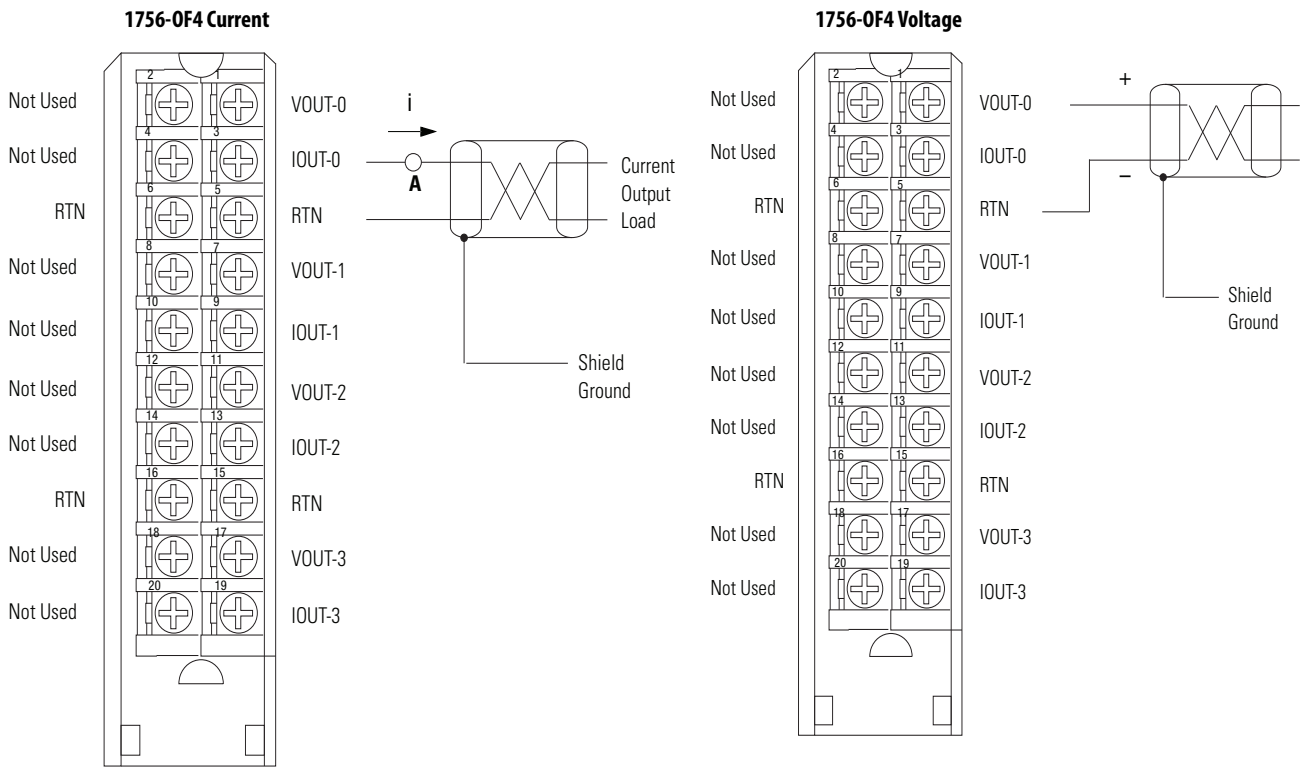 1756-OF4 Current
2 1
Not Used VOUT-0
4 3
Not Used IOUT-0
6 5
RTN RTN
8 7
Not Used VOUT-1
10 9
Not Used IOUT-1
12 11
Not Used VOUT-2
14 13
Not Used IOUT-2
16 15
RTN RTN
18 17
Not Used VOUT-3
20 19
Not Used IOUT-3
i
A
Current
Output
Load
Shield
Ground
1756-OF4 Voltage
2 1
Not Used VOUT-0
4 3
Not Used IOUT-0
6 5
RTN RTN
8 7
Not Used VOUT-1
10 9
Not Used IOUT-1
12 11
Not Used VOUT-2
14 13
Not Used IOUT-2
16 15
RTN RTN
18 17
Not Used VOUT-3
20 19
Not Used IOUT-3
+
–
Shield
Ground